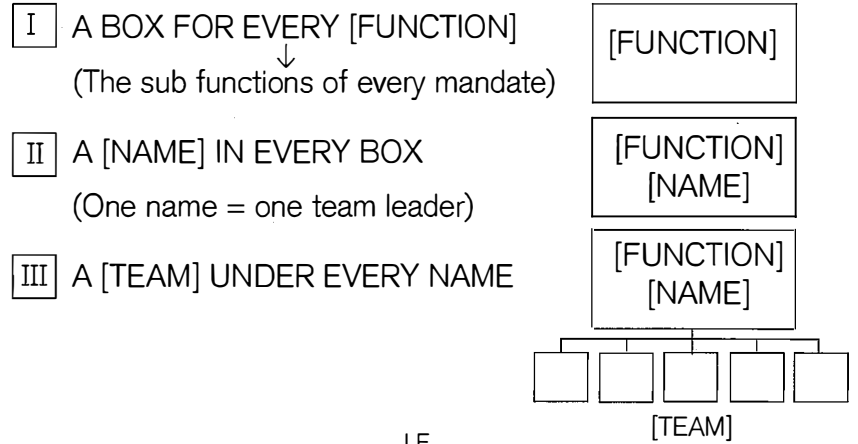 I A BOX FOR EVERY [FUNCTION]
(The sub functions of every mandate)
[FUNCTION]
II A [NAME] IN EVERY BOX
(One name = one team leader)
[FUNCTION]
[NAME]
III A [TEAM] UNDER EVERY NAME
[FUNCTION]
[NAME]
[TEAM]